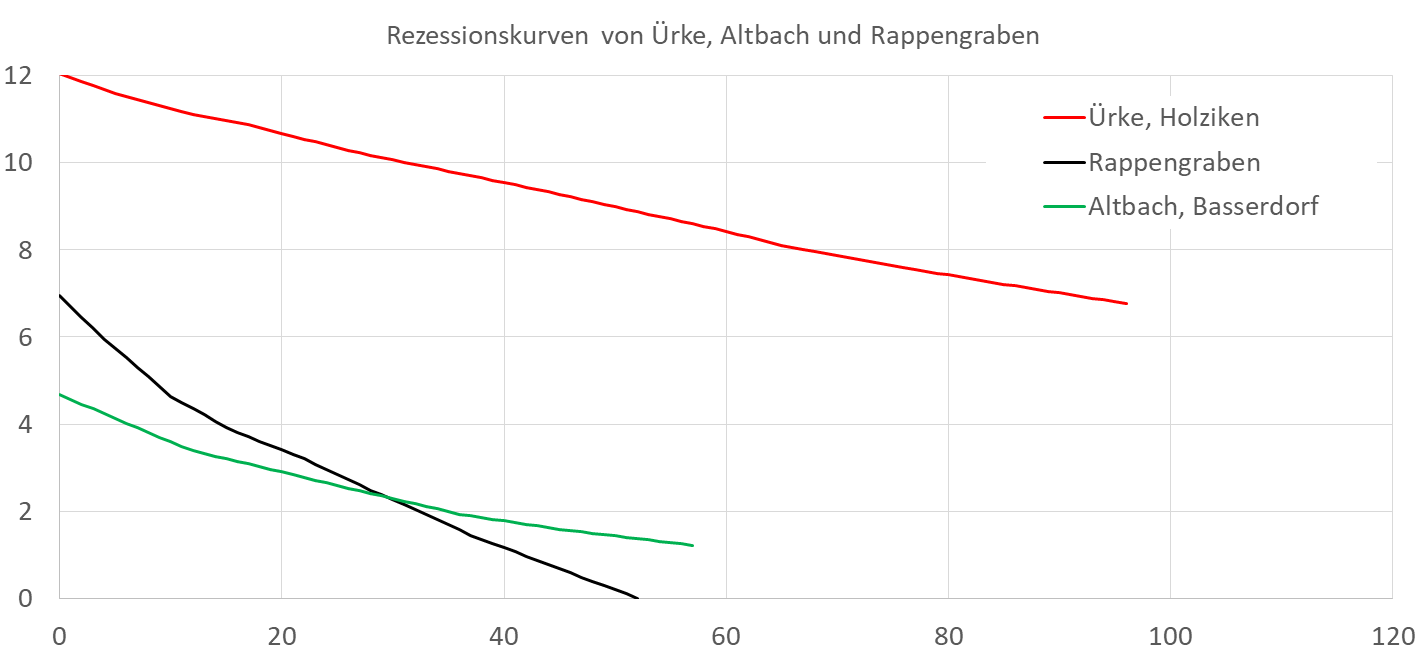 Rezessionskurven von Ürke, Altbach und Rappengraben
12
10
8
6
4
2
0
Ürke, Holziken
Rappengraben
Altbach, Basserdorf
0 20 40 60 80 100 120